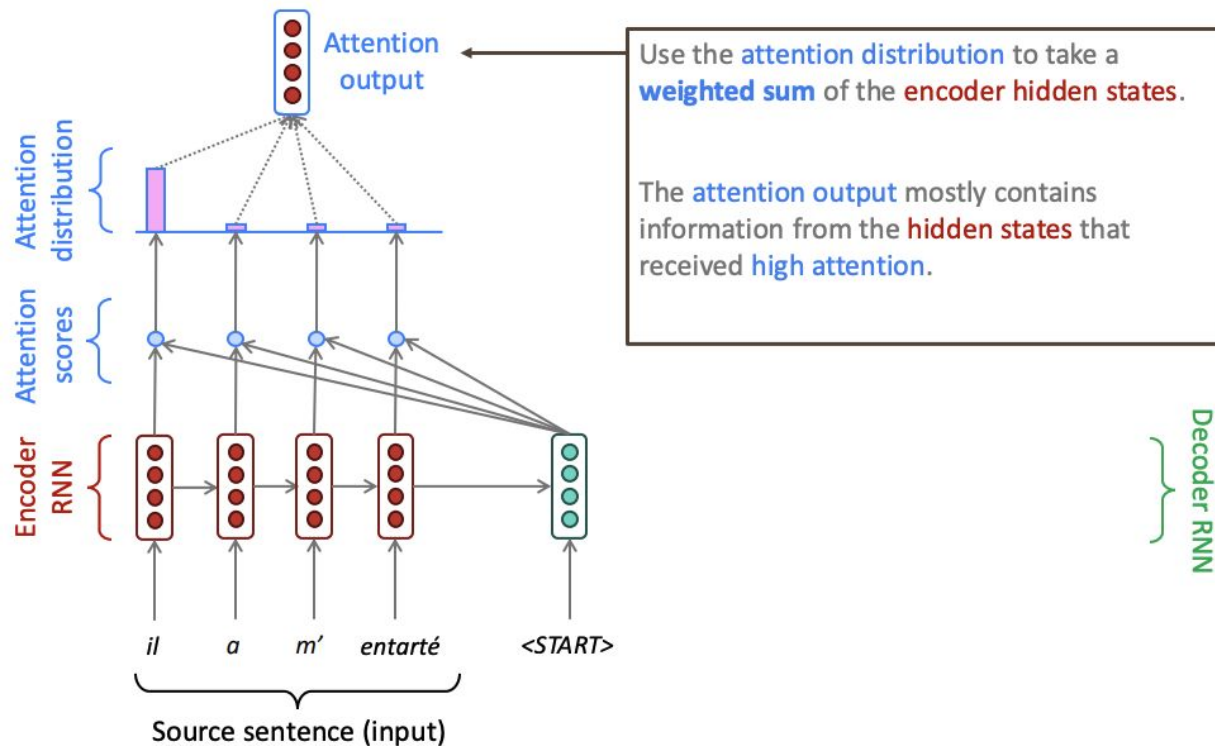 Attention
output
Use the attention distribution to take a
weighted sum of the encoder hidden states.
The attention output mostly contains
information from the hidden states that
received high attention.
Attention
distribution
Attention
scores
Encoder
RNN
Decoder RNN
il a m' entarté <START>
Source sentence (input)